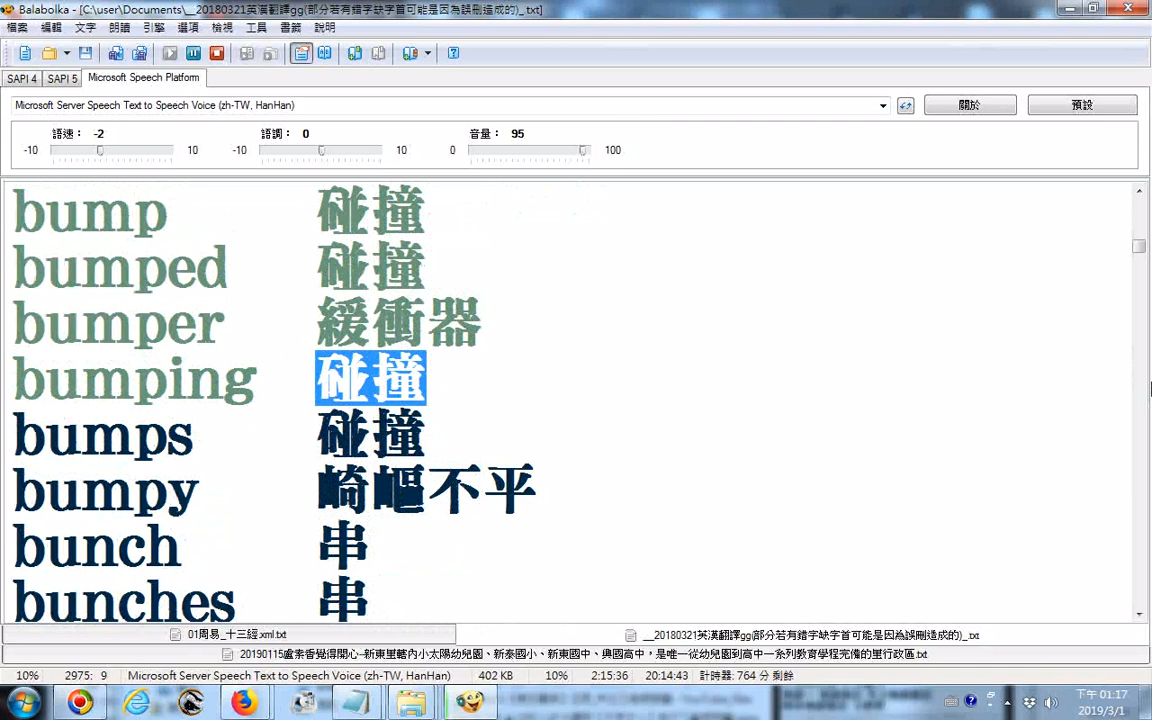 Balabolka - [C:\user\Documents\__20180321英漢翻譯gg(部分若有錯字缺字首可能是因為誤刪造成的)_.txt]
檔案 編輯 文字 朗讀 引擎 選項 檢視 工具 書籤 說明
SAPI 4 SAPI 5 Microsoft Speech Platform
Microsoft Server Speech Text to Speech Voice (zh-TW, HanHan) 關於 預設
語速： -2 語調： 0 音量： 95
-10 10 -10 10 0 100
bump 碰撞
bumped 碰撞
bumper 緩衝器
bumping 碰撞
bumps 碰撞
bumpy 崎嶇不平
bunch 串
bunches 串
01周易_十三經.xml.txt __20180321英漢翻譯gg(部分若有錯字缺字首可能是因為誤刪造成的)_.txt
20190115盧素香覺得開心~新東里轄內小太陽幼兒園、新泰國小、新東國中、興國高中，是唯一從幼兒園到高中一系列教育學程完備的里行政區.txt
10% 2975: 9 Microsoft Server Speech Text to Speech Voice (zh-TW, HanHan) 402 KB 10% 2:15:36 20:14:43 計時器: 764 分 剩餘
下午 01:17
2019/3/1